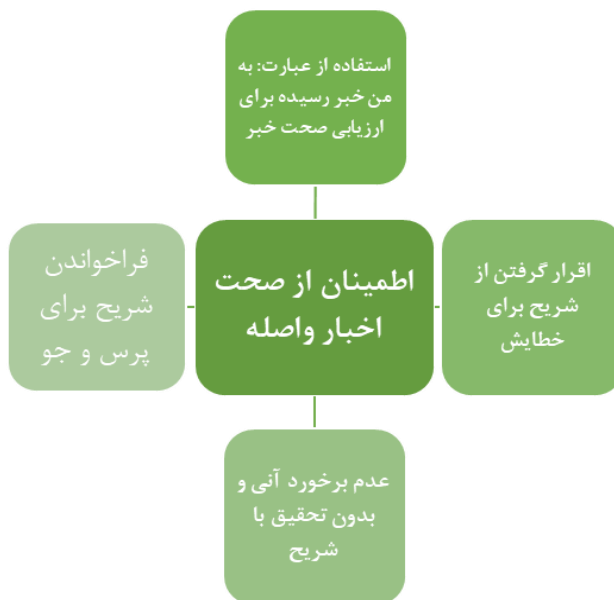 استفاده از عبارت: به
من خبر رسیده برای
ارزیابی صحت خبر
اطمینان از صحت
اخبار واصله
اقرار گرفتن از
شریح برای
خطایش
عدم برخورد آنی و
بدون تحقیق با
شریح
فراخواندن
شریح برای
پرس و جو